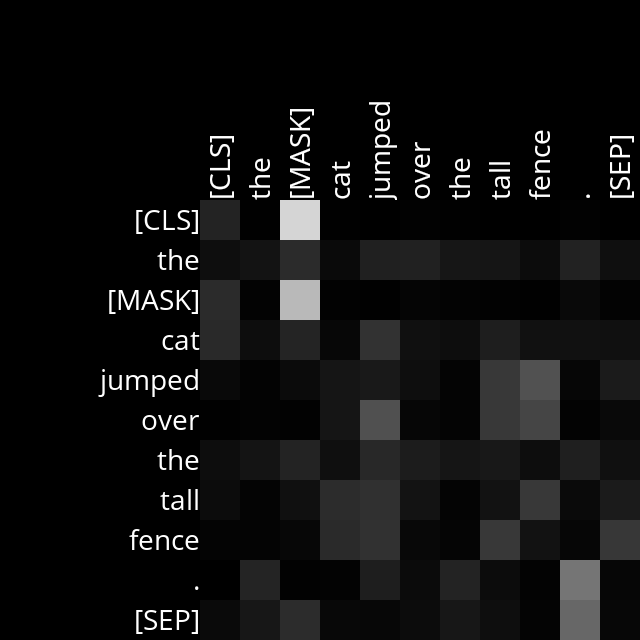 [CLS] the [MASK] cat jumped over the tall fence . [SEP]
[CLS]
the
[MASK]
cat
jumped
over
the
tall
fence
.
[SEP]